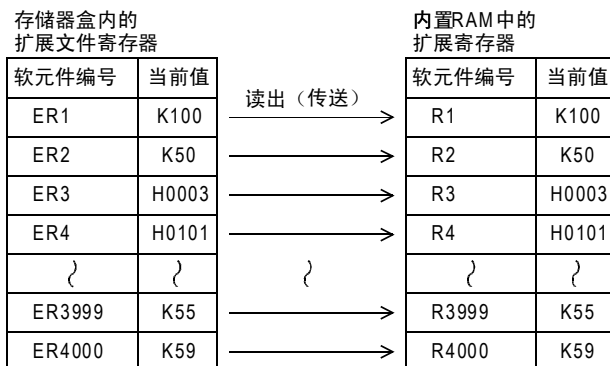 存储器盒内的
扩展文件寄存器
软元件编号 当前值
ER1 K100
ER2 K50
ER3 H0003
ER4 H0101
ER3999 K55
ER4000 K59
读出（传送）
内置RAM中的
扩展寄存器
软元件编号 当前值
R1 K100
R2 K50
R3 H0003
R4 H0101
R3999 K55
R4000 K59